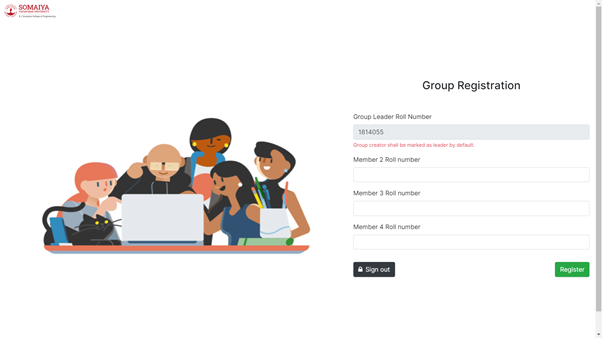 SOMAIYA
VIDYAVIHAR UNIVERSITY
K J Somaiya College of Engineering
Group Registration
Group Leader Roll Number
1814055
Group creator shall be marked as leader by default.
Member 2 Roll number
Member 3 Roll number
Member 4 Roll number
Sign out
Register